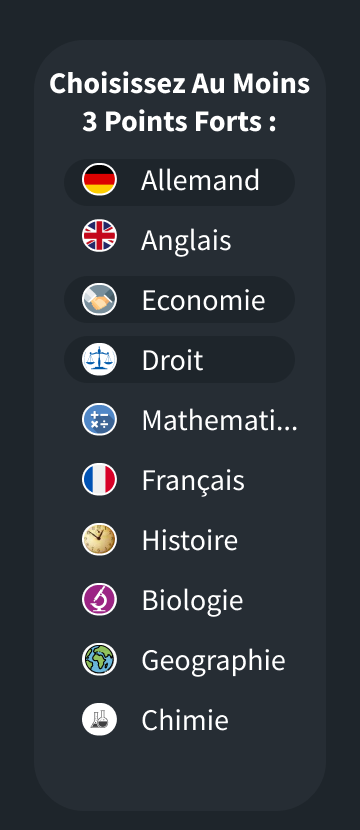 Choisissez Au Moins
3 Points Forts :
Allemand
Anglais
Economie
Droit
Mathemati...
Français
Histoire
Biologie
Geographie
Chimie